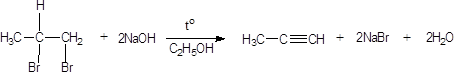 H
H₃C—C—CH₂ + 2NaOH t° C₂H₅OH H₃C—C≡CH + 2NaBr + 2H₂O
Br Br